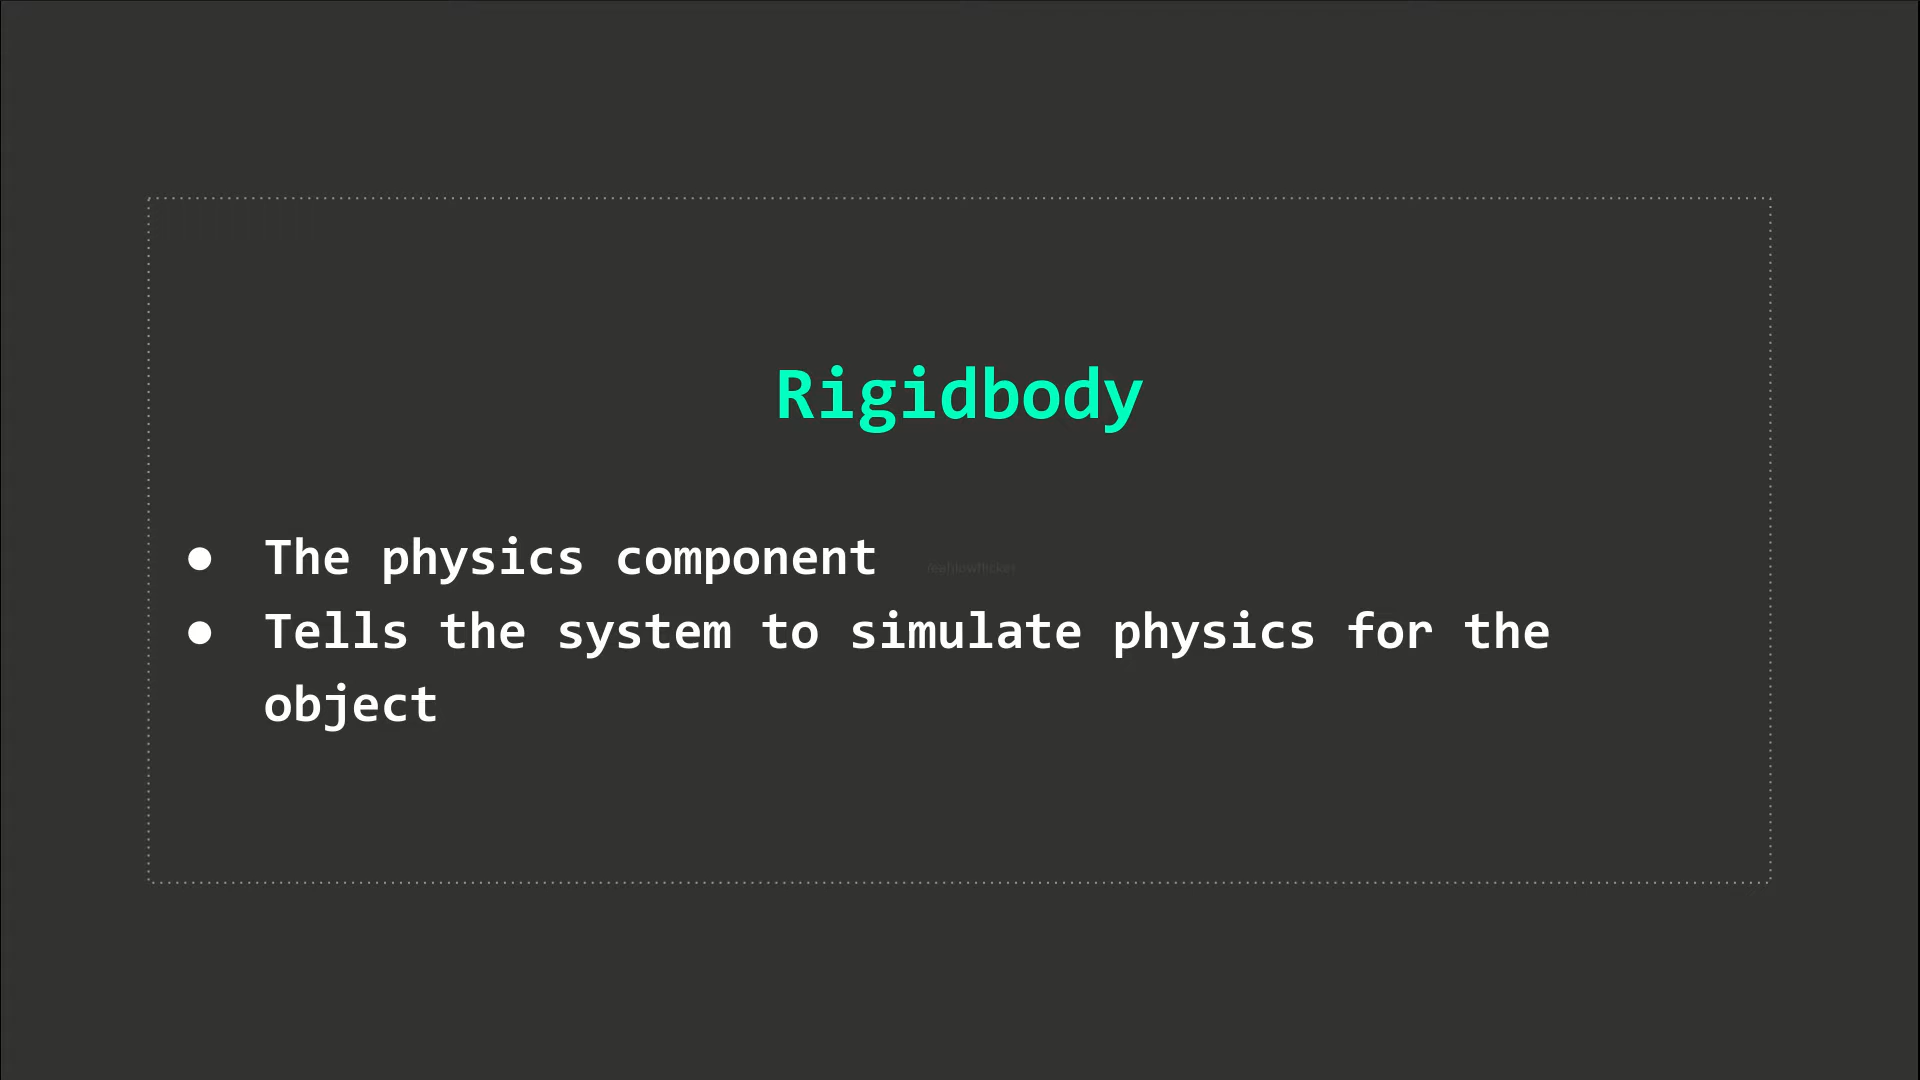 Rigidbody
● The physics component
● Tells the system to simulate physics for the
object